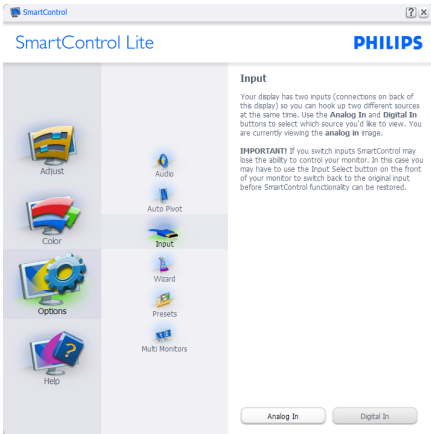 SmartControl
SmartControl Lite
PHILIPS
Adjust
Color
Options
Help
Audio
Auto Pivot
Input
Wizard
Presets
Multi Monitors
Input
Your display has two inputs (connections on back of
this display) so you can hook up two different sources
at the same time. Use the Analog In and Digital In
buttons to select which source you'd like to view. You
are currently viewing the analog in image.
IMPORTANT! If you switch inputs SmartControl may
lose the ability to control your monitor. In this case you
may have to use the Input Select button on the front
of your monitor to switch back to the original input
before SmartControl functionality can be restored.
Analog In
Digital In